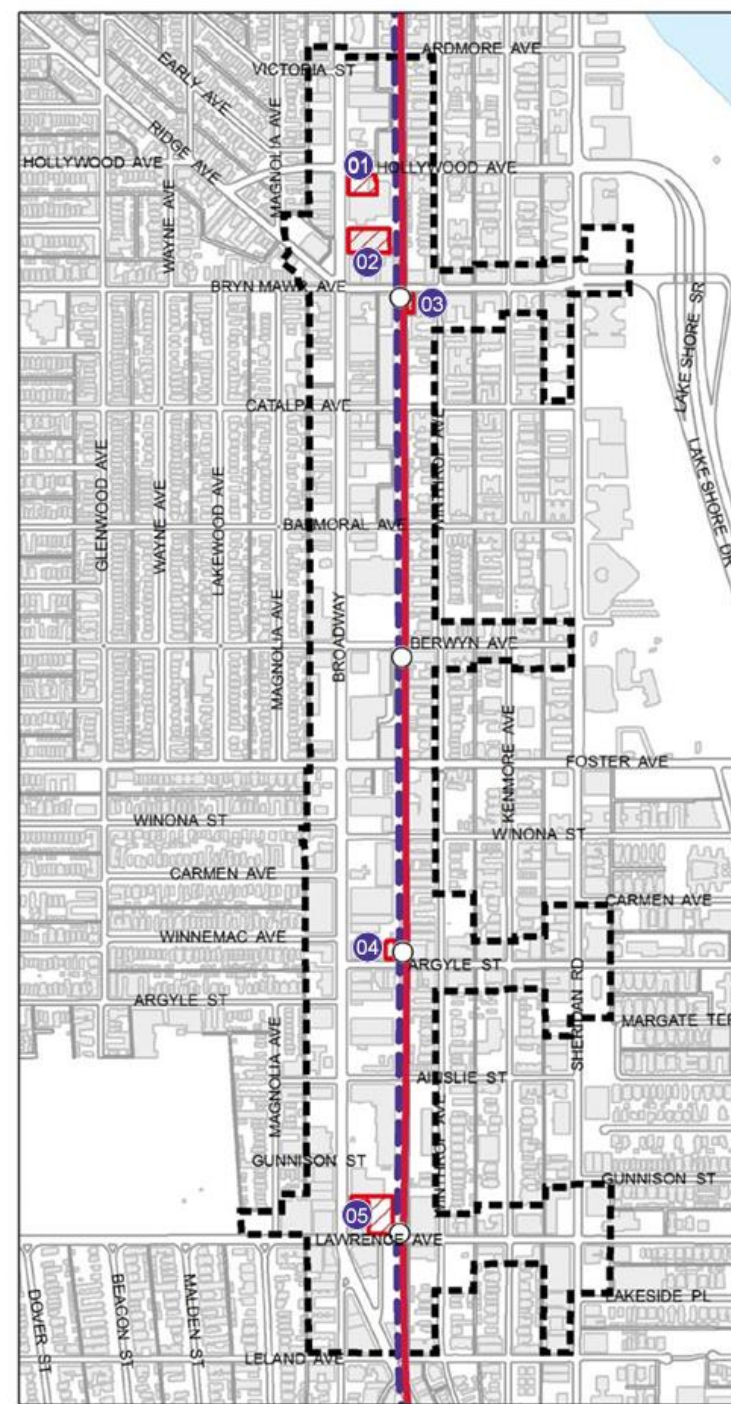 ARDMORE AVE
VICTORIA ST
EARLY AVE
RIDGE AVE
HOLLYWOOD AVE
MAGNOLIA AVE
01
HOLLYWOOD AVE
WAYNE AVE
02
BRYN MAWR AVE
03
LAKE SHORE SR
CATALPA AVE
LAKE SHORE DR
GLENWOOD AVE
WAYNE AVE
LAKEWOOD AVE
BALMORAL AVE
WINTHROP AVE
MAGNOLIA AVE
BROADWAY
BERWYN AVE
KENMORE AVE
FOSTER AVE
WINONA ST
WINONA ST
CARMEN AVE
CARMEN AVE
WINNEMAC AVE
04
ARGYLE ST
ARGYLE ST
SHERIDAN RD
MARGATE TER
MAGNOLIA AVE
AINSLIE ST
WINTHROP AVE
GUNNISON ST
GUNNISON ST
05
LAWRENCE AVE
DOVER ST
BEACON ST
MALDEN ST
LAKESIDE PL
LELAND AVE